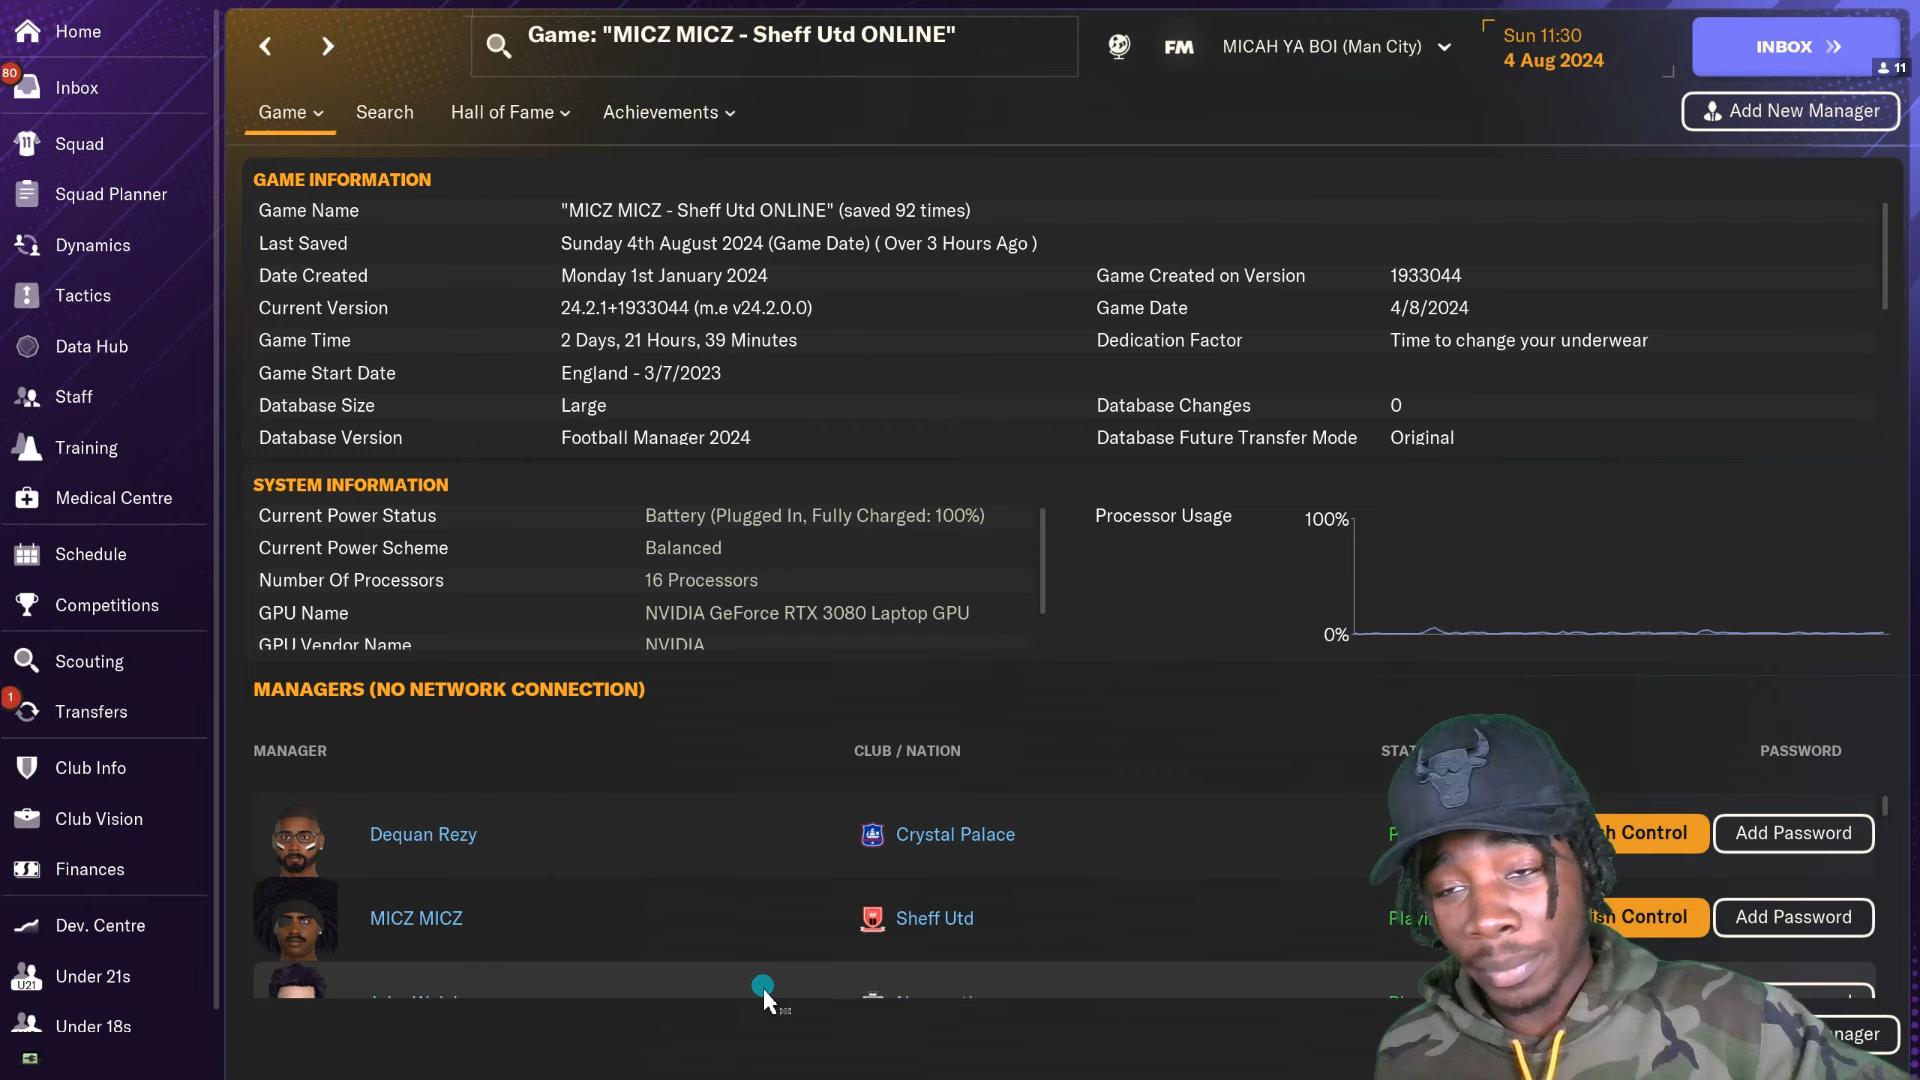 Home
Game: "MICZ MICZ - Sheff Utd ONLINE"
FM
MICAH YA BOI (Man City)
Sun 11:30
4 Aug 2024
INBOX
11
80
Inbox
Game
Search
Hall of Fame
Achievements
Add New Manager
11
Squad
Squad Planner
Dynamics
Tactics
Data Hub
Staff
Training
Medical Centre
Schedule
Competitions
Scouting
1
Transfers
Club Info
Club Vision
Finances
Dev. Centre
U21
Under 21s
Under 18s
GAME INFORMATION
Game Name "MICZ MICZ - Sheff Utd ONLINE" (saved 92 times)
Last Saved Sunday 4th August 2024 (Game Date) ( Over 3 Hours Ago )
Date Created Monday 1st January 2024 Game Created on Version 1933044
Current Version 24.2.1+1933044 (m.e v24.2.0.0) Game Date 4/8/2024
Game Time 2 Days, 21 Hours, 39 Minutes Dedication Factor Time to change your underwear
Game Start Date England - 3/7/2023
Database Size Large Database Changes 0
Database Version Football Manager 2024 Database Future Transfer Mode Original
SYSTEM INFORMATION
Current Power Status Battery (Plugged In, Fully Charged: 100%)
Current Power Scheme Balanced
Number Of Processors 16 Processors
GPU Name NVIDIA GeForce RTX 3080 Laptop GPU
GPU Vendor Name NVIDIA
Processor Usage 100%
0%
MANAGERS (NO NETWORK CONNECTION)
MANAGER CLUB / NATION PASSWORD
Dequan Rezy Crystal Palace Control Add Password
MICZ MICZ Sheff Utd Control Add Password